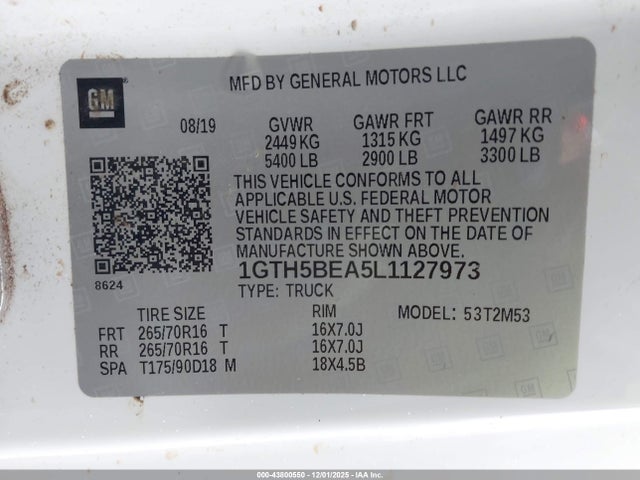 GM
MFD BY GENERAL MOTORS LLC
08/19 GVWR GAWR FRT GAWR RR
2449 KG 1315 KG 1497 KG
5400 LB 2900 LB 3300 LB
THIS VEHICLE CONFORMS TO ALL
APPLICABLE U.S. FEDERAL MOTOR
VEHICLE SAFETY AND THEFT PREVENTION
STANDARDS IN EFFECT ON THE DATE OF
MANUFACTURE SHOWN ABOVE.
1GTH5BEA5L1127973
8624
TYPE: TRUCK
TIRE SIZE RIM MODEL: 53T2M53
FRT 265/70R16 T 16X7.0J
RR 265/70R16 T 16X7.0J
SPA T175/90D18 M 18X4.5B
000-43800550 - 12/01/2025 - IAA Inc.